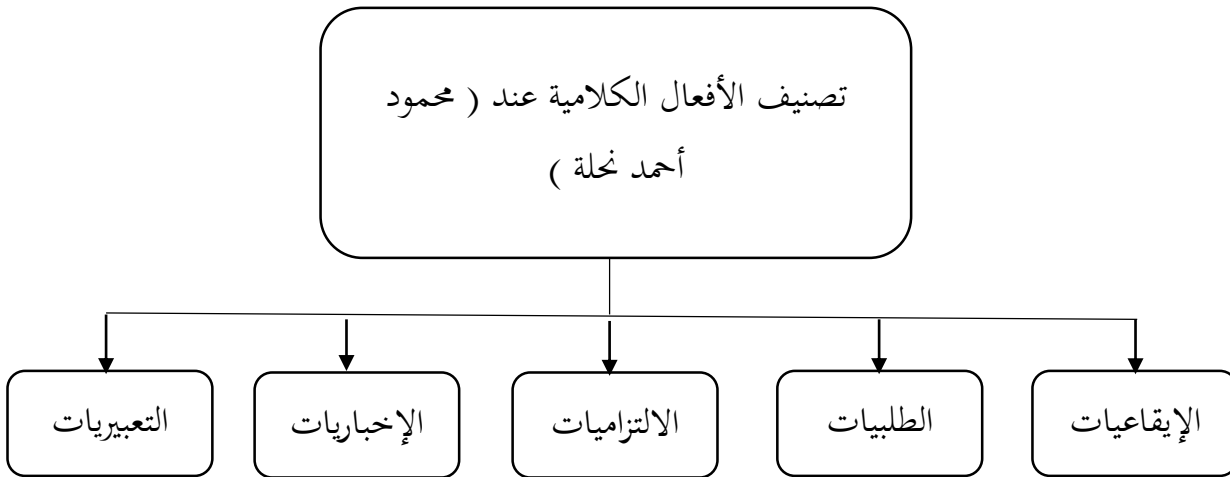 تصنيف الأفعال الكلامية عند ( محمود
أحمد نحلة )
الإيقاعيات
الطلبيات
الالتزاميات
الإخباريات
التعبيريات